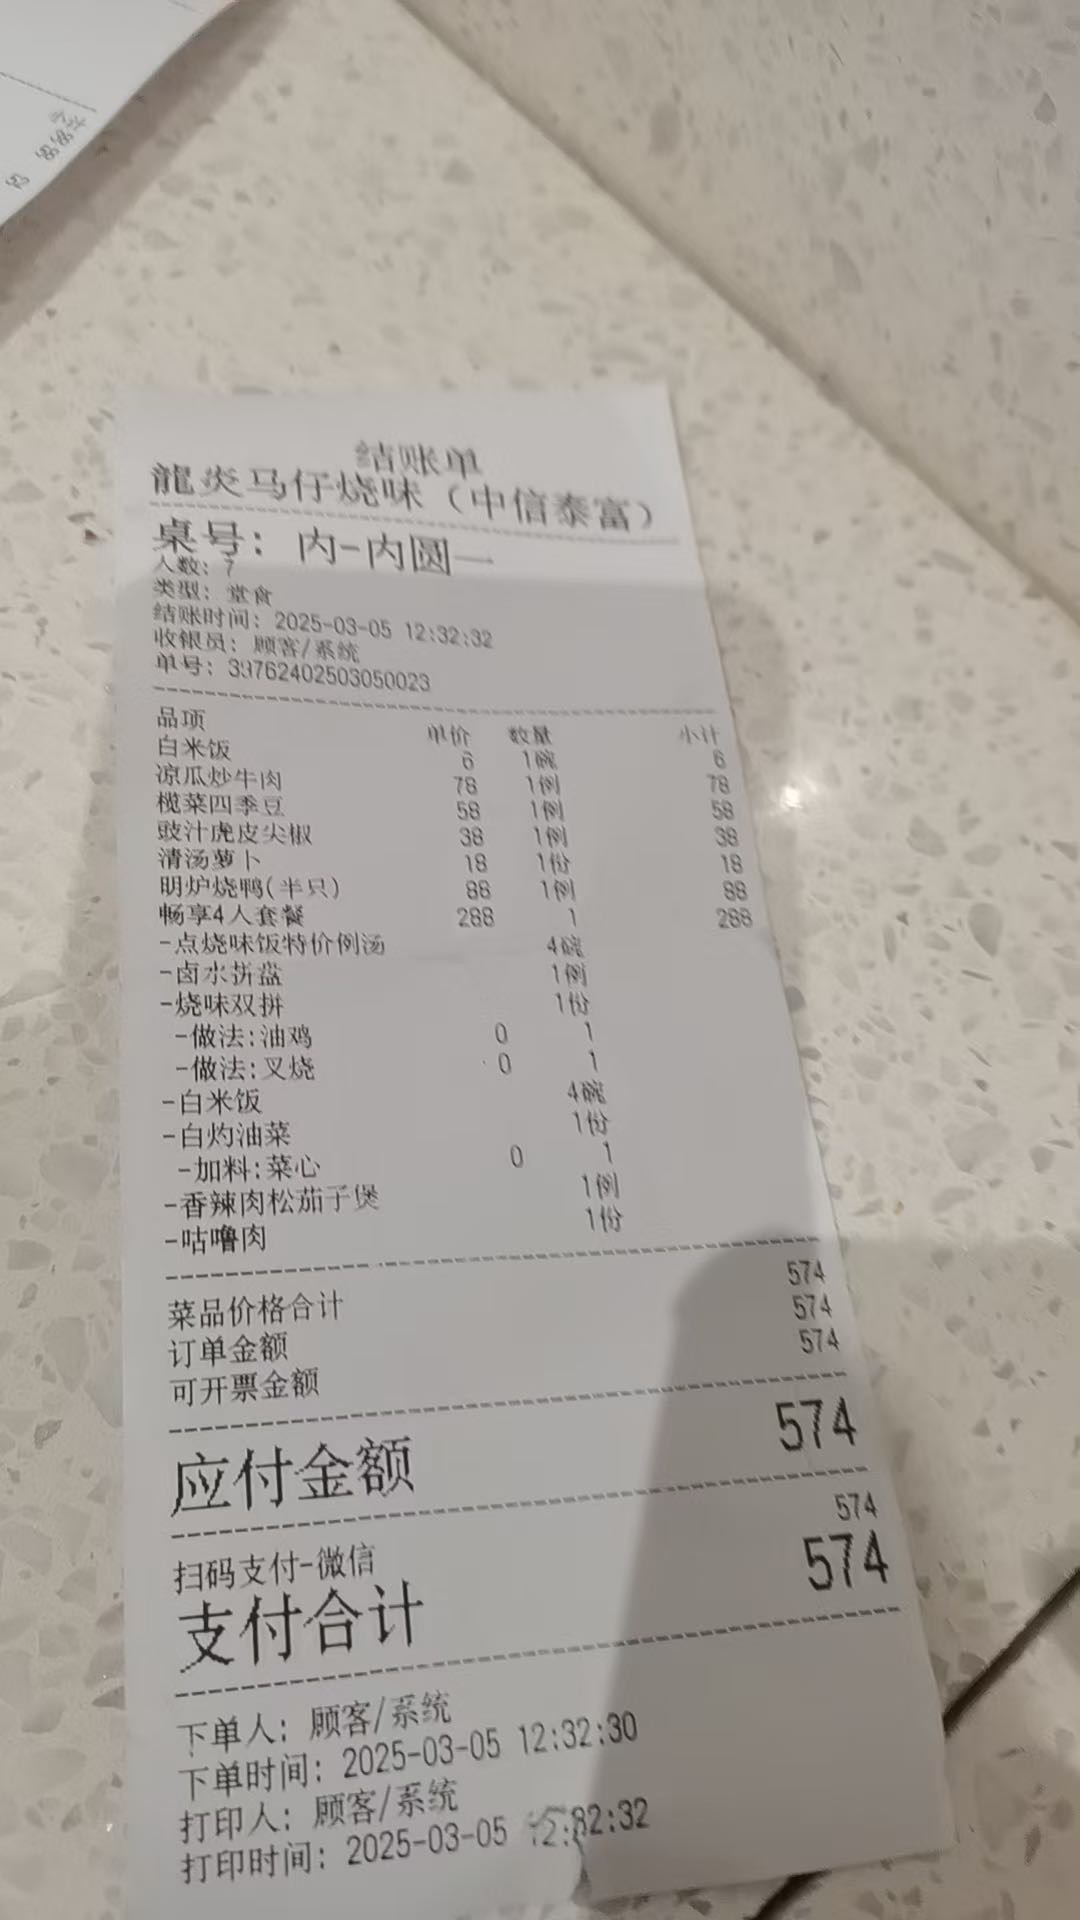 结账单
龍炎马仔烧味（中信泰富）
桌号：内-内圆一
人数：7
类型：堂食
结账时间：2025-03-05 12:32:32
收银员：顾客/系统
单号：39762402503050023
品项 单价 数量 小计
白米饭 6 1碗 6
凉瓜炒牛肉 78 1例 78
榄菜四季豆 58 1例 58
豉汁虎皮尖椒 38 1例 38
清汤萝卜 18 1份 18
明炉烧鸭(半只) 88 1例 88
畅享4人套餐 288 1 288
-点烧味饭特价例汤 4碗
-卤水拼盘 1例
-烧味双拼 1份
-做法:油鸡 0 1
-做法:叉烧 0 1
-白米饭 4碗
-白灼油菜 1份
-加料:菜心 0 1
-香辣肉松茄子煲 1例
-咕噜肉 1份
菜品价格合计 574
订单金额 574
可开票金额 574
应付金额 574
扫码支付-微信 574
支付合计 574
下单人：顾客/系统
下单时间：2025-03-05 12:32:30
打印人：顾客/系统
打印时间：2025-03-05 12:32:32